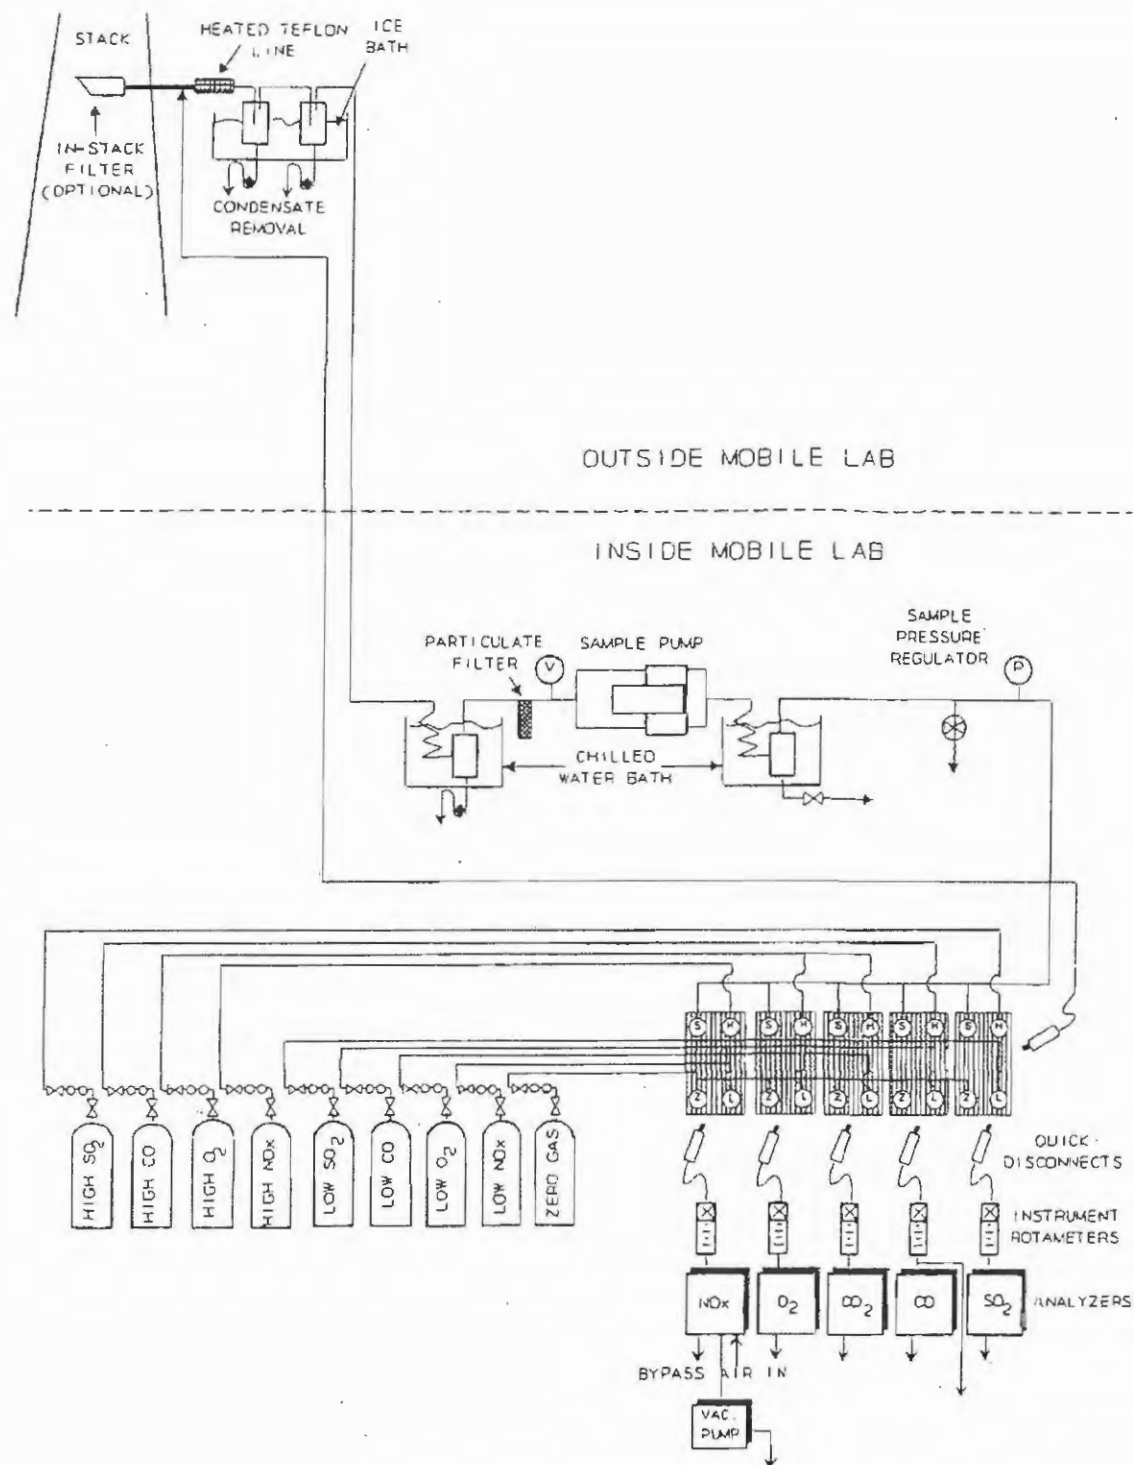 STACK
HEATED TEFLON
LINE
ICE
BATH
IN-STACK
FILTER
(OPTIONAL)
CONDENSATE
REMOVAL
OUTSIDE MOBILE LAB
INSIDE MOBILE LAB
PARTICULATE
FILTER
V
SAMPLE PUMP
SAMPLE
PRESSURE
REGULATOR
P
CHILLED
WATER BATH
S H S H S H S H S H
Z L Z L Z L Z L Z L
HIGH SO2
HIGH CO
HIGH O2
HIGH NOx
LOW SO2
LOW CO
LOW O2
LOW NOx
ZERO GAS
QUICK-
DISCONNECTS
INSTRUMENT
ROTAMETERS
NOx
O2
CO2
CO
SO2
ANALYZERS
BYPASS AIR IN
VAC.
PUMP